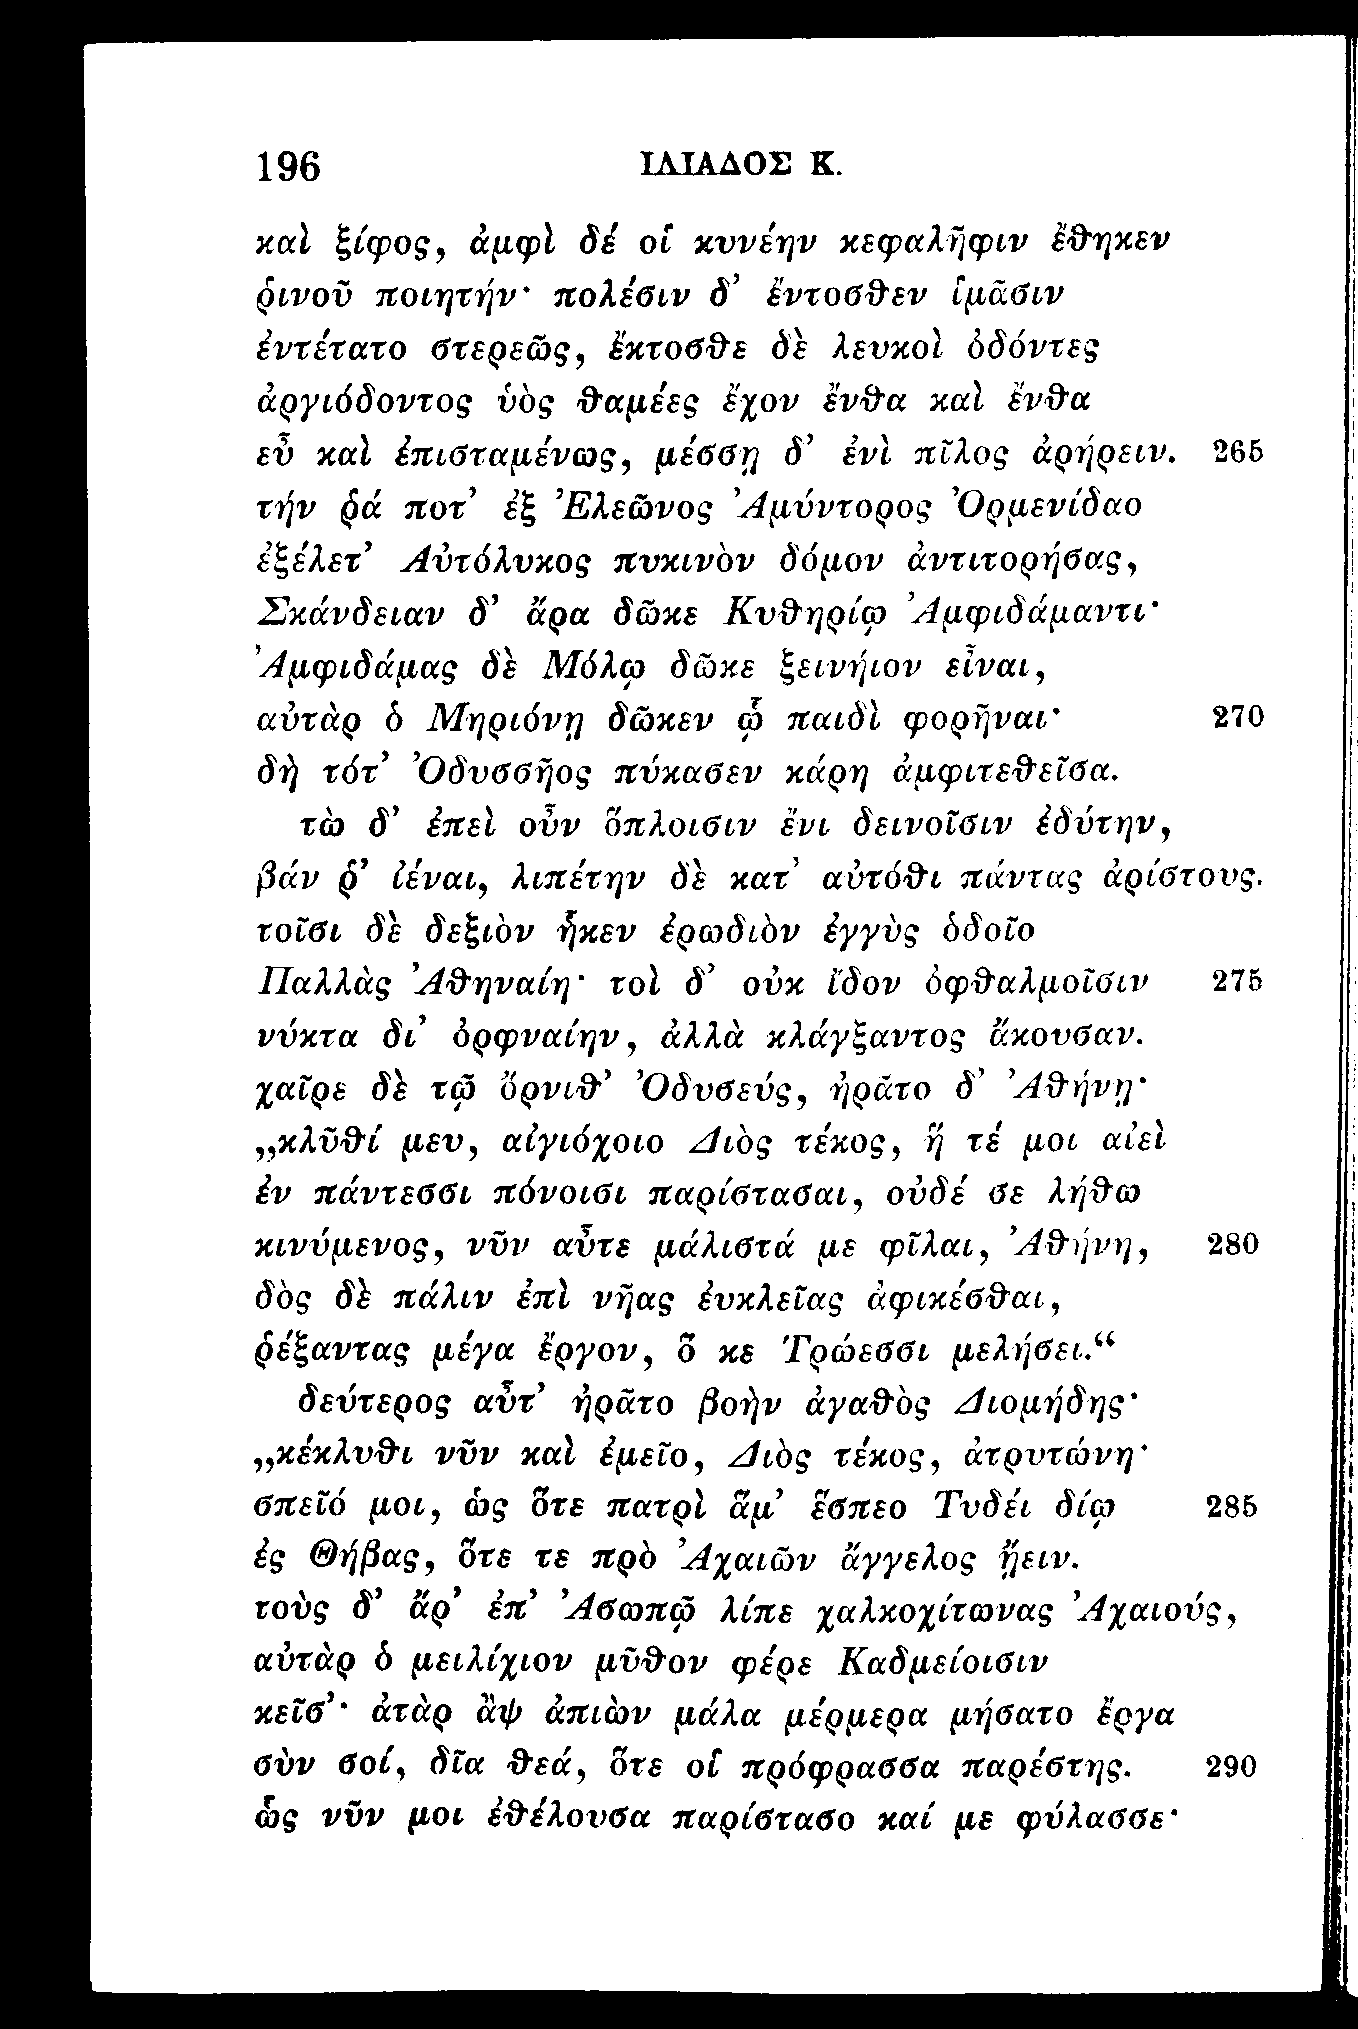 196 ΙΛΙΑΔΟΣ Κ.
καὶ ξίφος, ἀμφὶ δέ οἱ κυνέην κεφαλῆφιν ἔθηκεν
ῥινοῦ ποιητήν· πολέσιν δ’ ἔντοσθεν ἱμᾶσιν
ἐντέτατο στερεῶς, ἔκτοσθε δὲ λευκοὶ ὀδόντες
ἀργιόδοντος ὑὸς θαμέες ἔχον ἔνθα καὶ ἔνθα
εὖ καὶ ἐπισταμένως, μέσσῃ δ’ ἐνὶ πῖλος ἀρήρειν. 265
τήν ῥά ποτ’ ἐξ Ἐλεῶνος Ἀμύντορος Ὀρμενίδαο
ἐξέλετ’ Αὐτόλυκος πυκινὸν δόμον ἀντιτορήσας,
Σκάνδειαν δ’ ἄρα δῶκε Κυθηρίῳ Ἀμφιδάμαντι·
Ἀμφιδάμας δὲ Μόλῳ δῶκε ξεινήιον εἶναι,
αὐτὰρ ὁ Μηριόνῃ δῶκεν ᾧ παιδὶ φορῆναι· 270
δὴ τότ’ Ὀδυσσῆος πύκασεν κάρη ἀμφιτεθεῖσα.
τὼ δ’ ἐπεὶ οὖν ὅπλοισιν ἔνι δεινοῖσιν ἐδύτην,
βάν ῥ’ ἰέναι, λιπέτην δὲ κατ’ αὐτόθι πάντας ἀρίστους.
τοῖσι δὲ δεξιὸν ἧκεν ἐρωδιὸν ἐγγὺς ὁδοῖο
Παλλὰς Ἀθηναίη· τοὶ δ’ οὐκ ἴδον ὀφθαλμοῖσιν 275
νύκτα δι’ ὀρφναίην, ἀλλὰ κλάγξαντος ἄκουσαν.
χαῖρε δὲ τῷ ὄρνιθ’ Ὀδυσεύς, ἠρᾶτο δ’ Ἀθήνῃ·
„κλῦθί μευ, αἰγιόχοιο Διὸς τέκος, ἥ τέ μοι αἰεὶ
ἐν πάντεσσι πόνοισι παρίστασαι, οὐδέ σε λήθω
κινύμενος, νῦν αὖτε μάλιστά με φῖλαι, Ἀθήνη, 280
δὸς δὲ πάλιν ἐπὶ νῆας ἐυκλεῖας ἀφικέσθαι,
ῥέξαντας μέγα ἔργον, ὅ κε Τρώεσσι μελήσει.“
δεύτερος αὖτ’ ἠρᾶτο βοὴν ἀγαθὸς Διομήδης·
„κέκλυθι νῦν καὶ ἐμεῖο, Διὸς τέκος, ἀτρυτώνη·
σπεῖό μοι, ὡς ὅτε πατρὶ ἅμ’ ἕσπεο Τυδέι δίῳ 285
ἐς Θήβας, ὅτε τε πρὸ Ἀχαιῶν ἄγγελος ᾔειν.
τοὺς δ’ ἄρ’ ἐπ’ Ἀσωπῷ λίπε χαλκοχίτωνας Ἀχαιούς,
αὐτὰρ ὁ μειλίχιον μῦθον φέρε Καδμείοισιν
κεῖσ’· ἀτὰρ ἂψ ἀπιὼν μάλα μέρμερα μήσατο ἔργα
σὺν σοί, δῖα θεά, ὅτε οἱ πρόφρασσα παρέστης. 290
ὣς νῦν μοι ἐθέλουσα παρίστασο καί με φύλασσε·